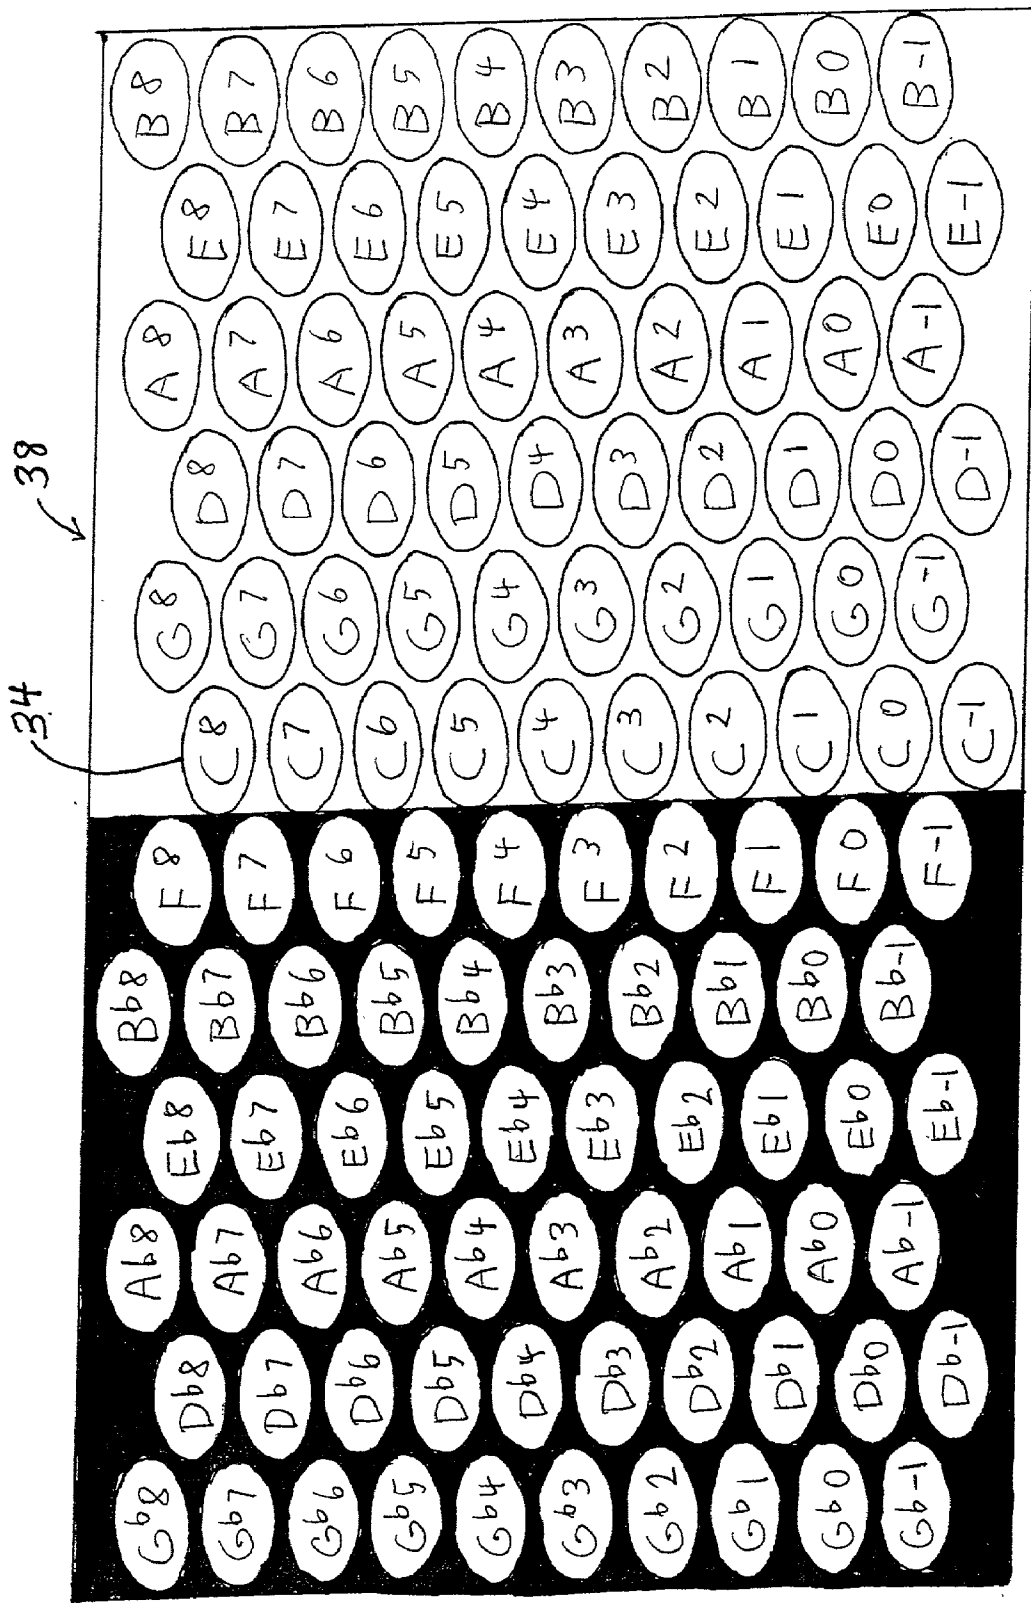 34 38
Gb8 Db8 Ab8 Eb8 Bb8 F8 C8 G8 D8 A8 E8 B8
Gb7 Db7 Ab7 Eb7 Bb7 F7 C7 G7 D7 A7 E7 B7
Gb6 Db6 Ab6 Eb6 Bb6 F6 C6 G6 D6 A6 E6 B6
Gb5 Db5 Ab5 Eb5 Bb5 F5 C5 G5 D5 A5 E5 B5
Gb4 Db4 Ab4 Eb4 Bb4 F4 C4 G4 D4 A4 E4 B4
Gb3 Db3 Ab3 Eb3 Bb3 F3 C3 G3 D3 A3 E3 B3
Gb2 Db2 Ab2 Eb2 Bb2 F2 C2 G2 D2 A2 E2 B2
Gb1 Db1 Ab1 Eb1 Bb1 F1 C1 G1 D1 A1 E1 B1
Gb0 Db0 Ab0 Eb0 Bb0 F0 C0 G0 D0 A0 E0 B0
Gb-1 Db-1 Ab-1 Eb-1 Bb-1 F-1 C-1 G-1 D-1 A-1 E-1 B-1